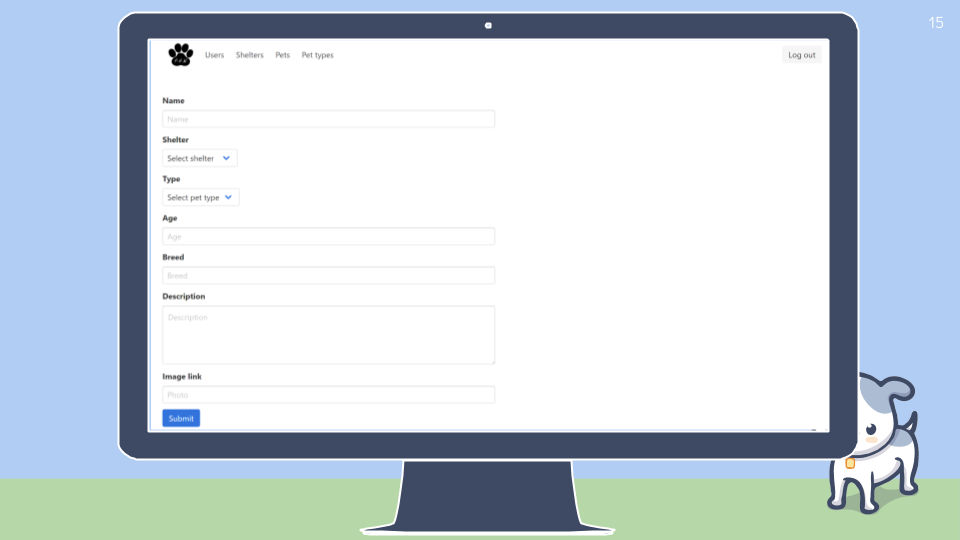 15
Users Shelters Pets Pet types Log out
Name
Name
Shelter
Select shelter
Type
Select pet type
Age
Age
Breed
Breed
Description
Description
Image link
Photo
Submit